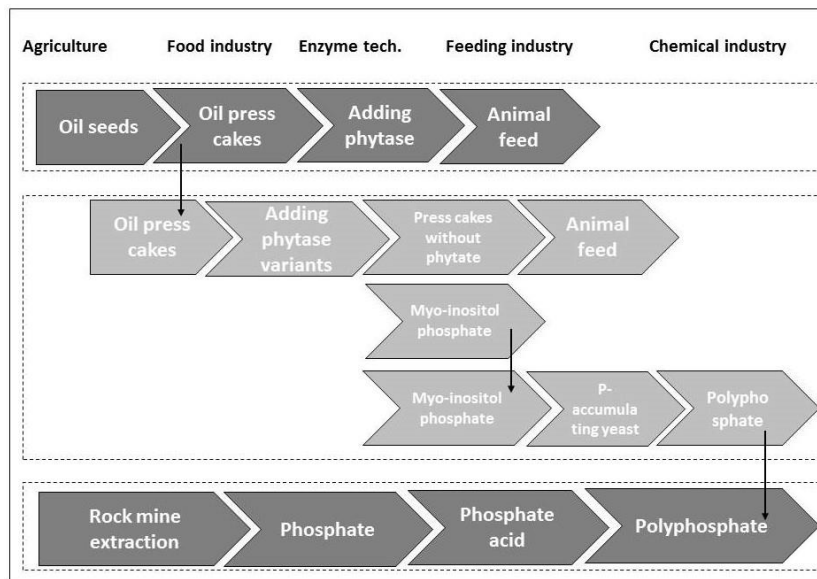 Agriculture Food industry Enzyme tech. Feeding industry Chemical industry
Oil seeds
Oil press
cakes
Adding
phytase
Animal
feed
Oil press
cakes
Adding
phytase
variants
Press cakes
without
phytate
Animal
feed
Myo-inositol
phosphate
Myo-inositol
phosphate
P-
accumula
ting yeast
Polypho
sphate
Rock mine
extraction
Phosphate
Phosphate
acid
Polyphosphate